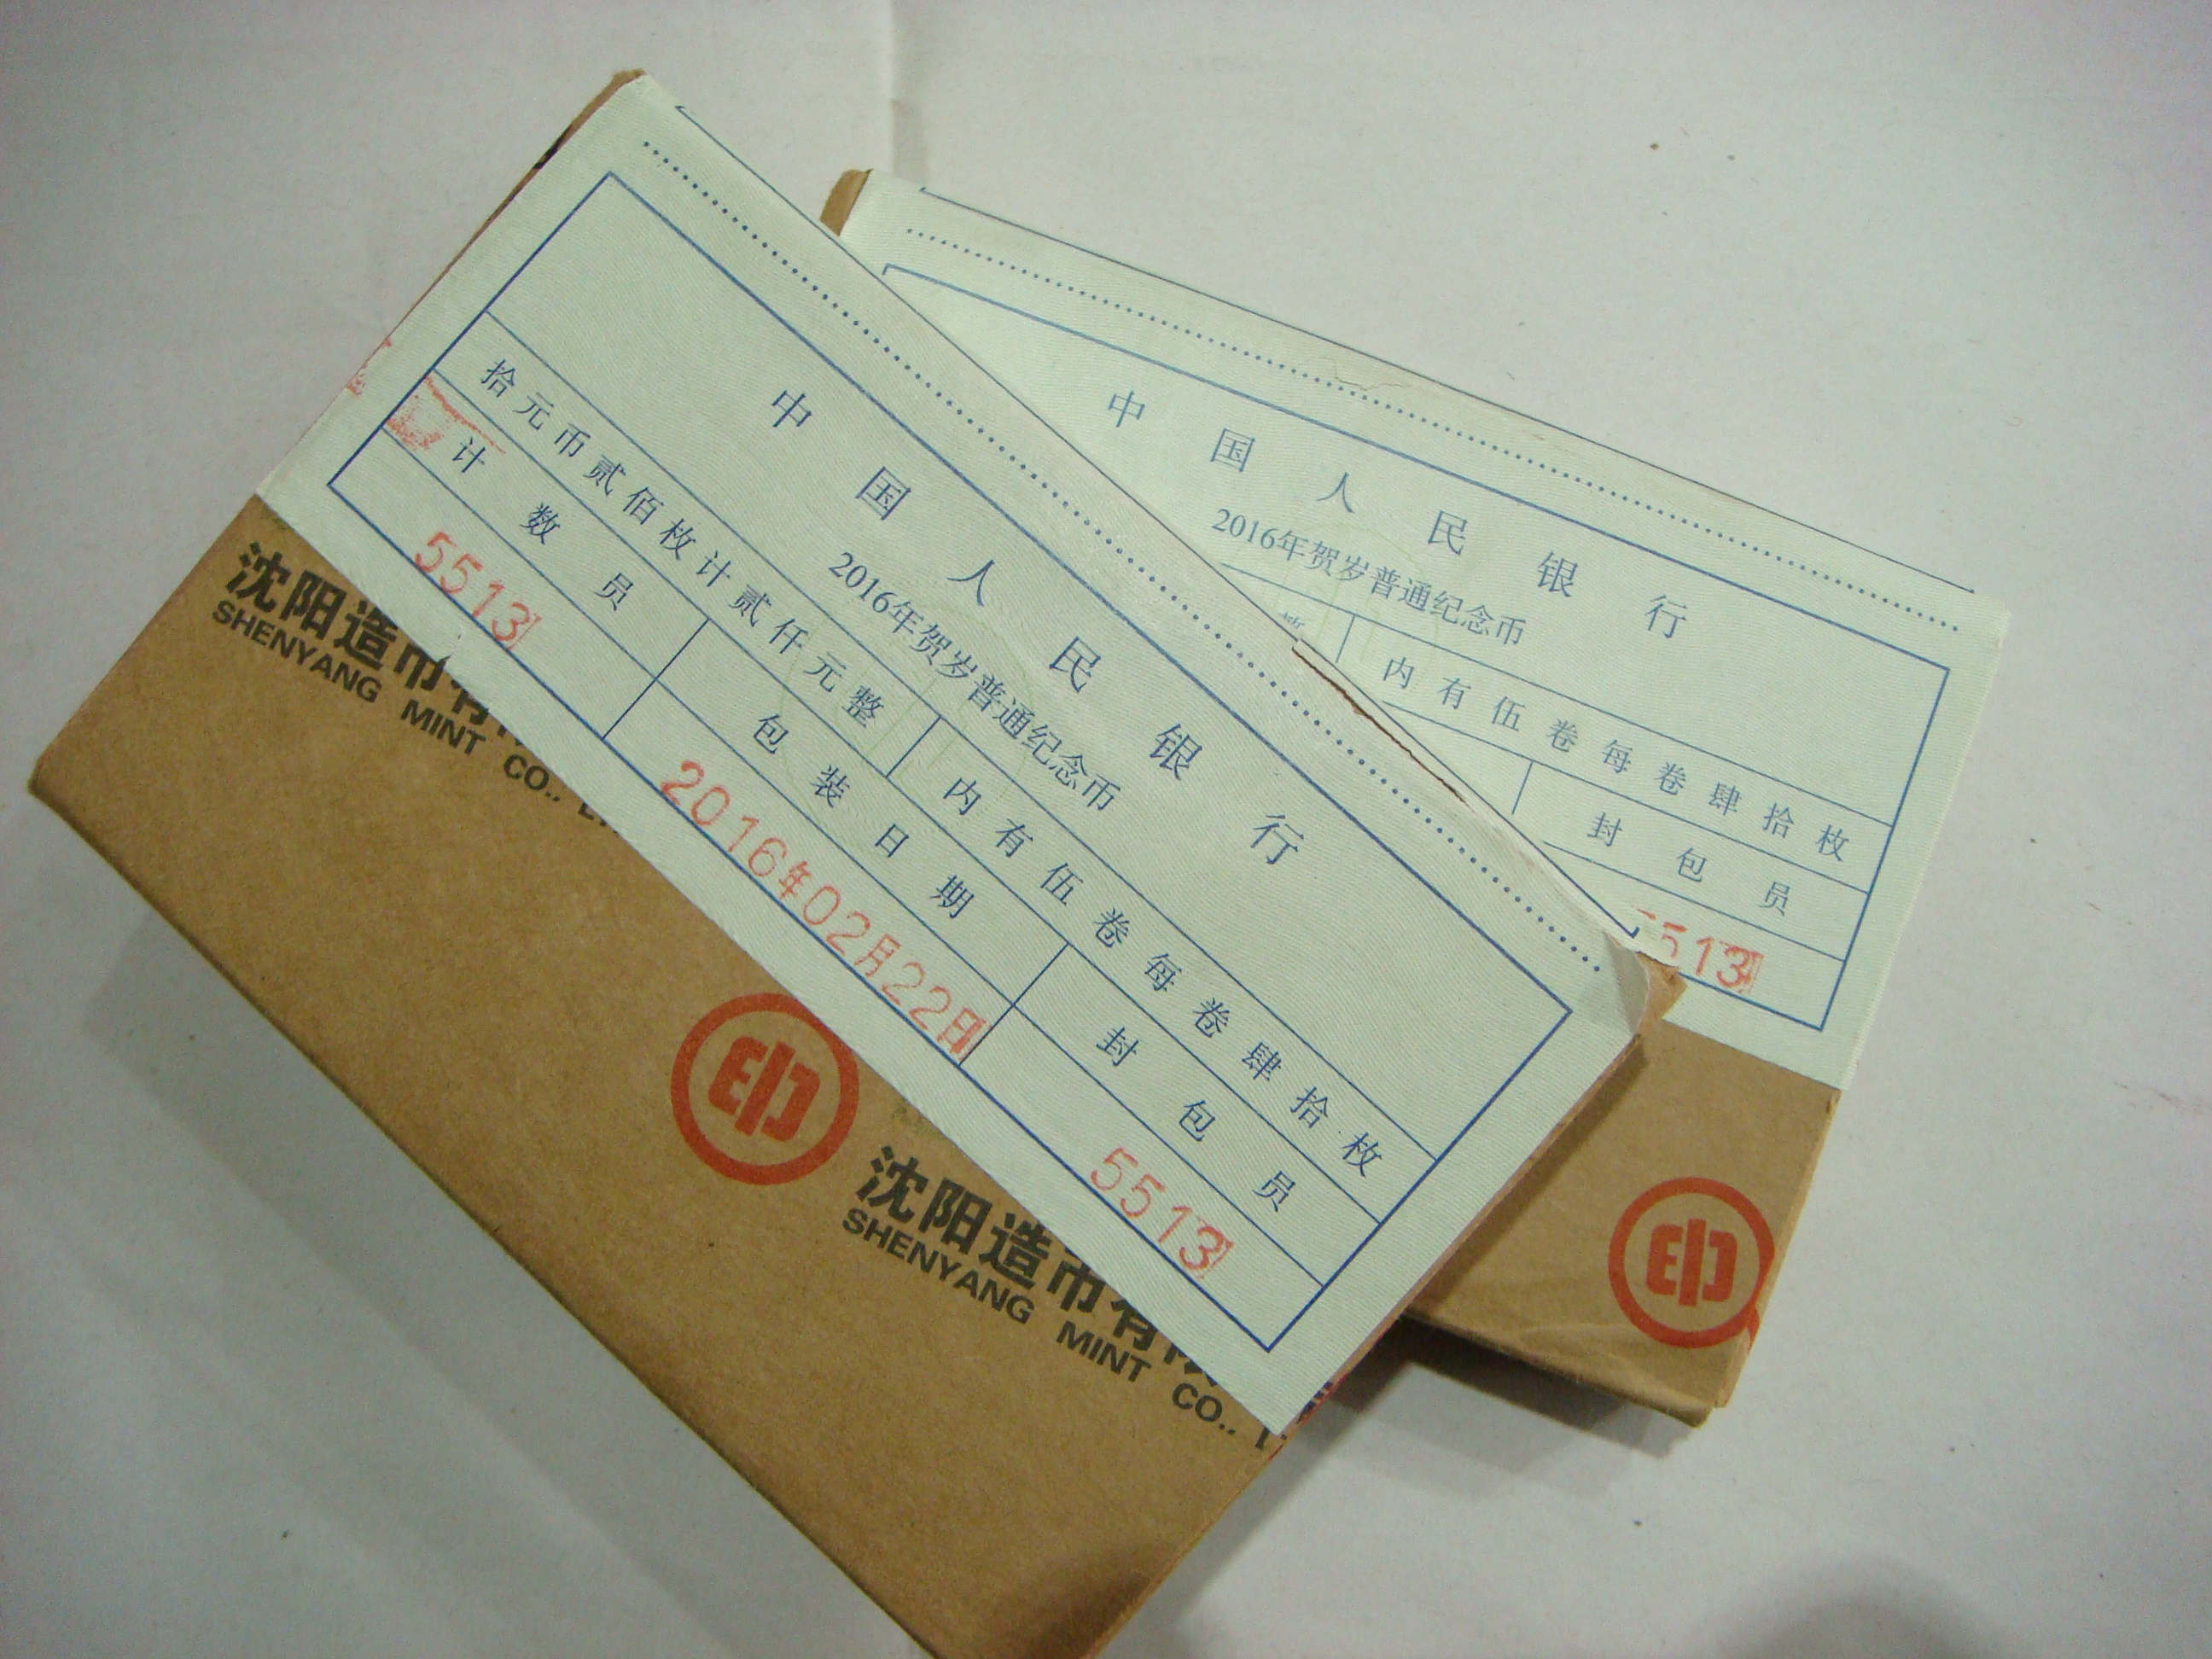 中国人民银行
2016年贺岁普通纪念币
拾元币贰佰枚计贰仟元整 内有伍卷每卷肆拾枚
计数员 包装日期 封包员
5513 2016年02月22日 5513
沈阳造币有
SHENYANG MINT CO.,
印
沈阳造币有限
SHENYANG MINT CO.,
中国人民银行
2016年贺岁普通纪念币
内有伍卷每卷肆拾枚
封包员
513
印